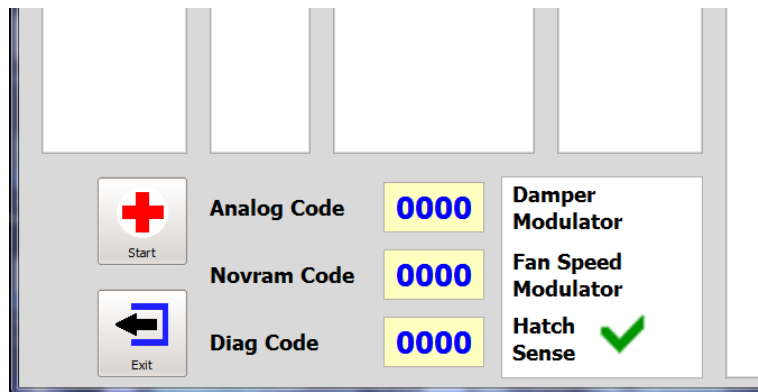 Start
Analog Code 0000
Damper
Modulator
Novram Code 0000
Fan Speed
Modulator
Exit
Diag Code 0000
Hatch
Sense